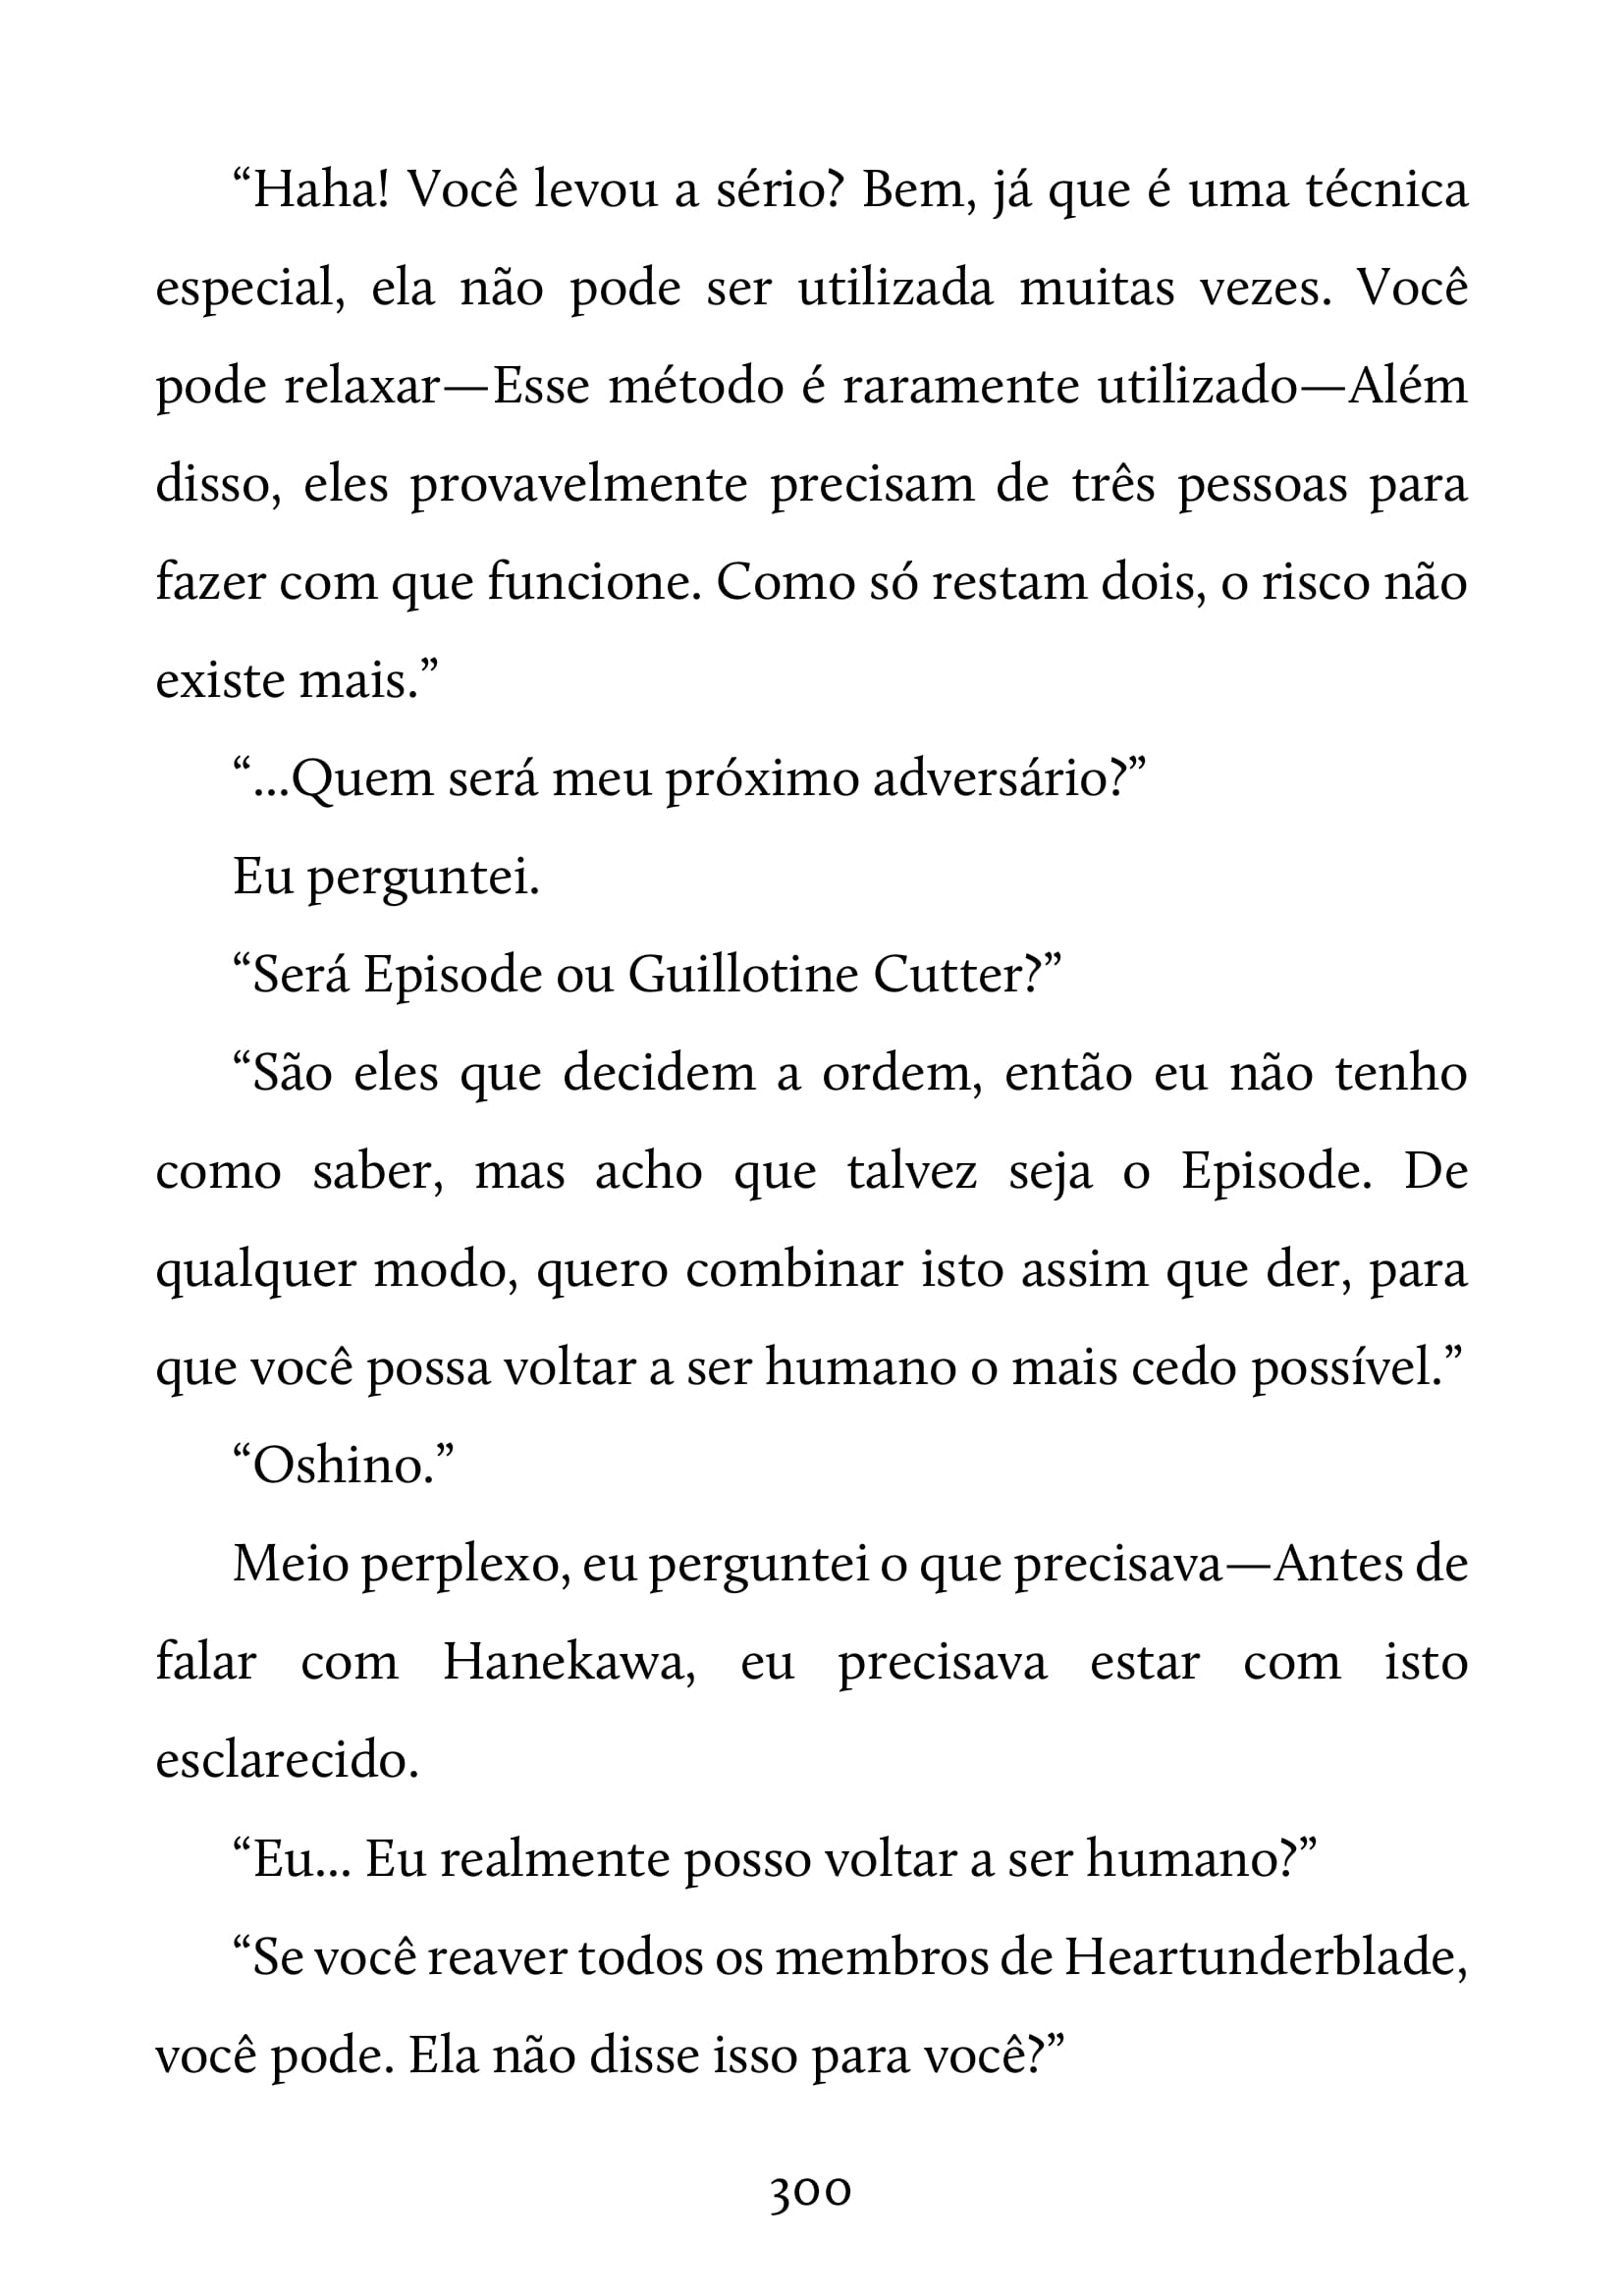 “Haha! Você levou a sério? Bem, já que é uma técnica
especial, ela não pode ser utilizada muitas vezes. Você
pode relaxar—Esse método é raramente utilizado—Além
disso, eles provavelmente precisam de três pessoas para
fazer com que funcione. Como só restam dois, o risco não
existe mais.”
“...Quem será meu próximo adversário?”
Eu perguntei.
“Será Episode ou Guillotine Cutter?”
“São eles que decidem a ordem, então eu não tenho
como saber, mas acho que talvez seja o Episode. De
qualquer modo, quero combinar isto assim que der, para
que você possa voltar a ser humano o mais cedo possível.”
“Oshino.”
Meio perplexo, eu perguntei o que precisava—Antes de
falar com Hanekawa, eu precisava estar com isto
esclarecido.
“Eu... Eu realmente posso voltar a ser humano?”
“Se você reaver todos os membros de Heartunderblade,
você pode. Ela não disse isso para você?”
300